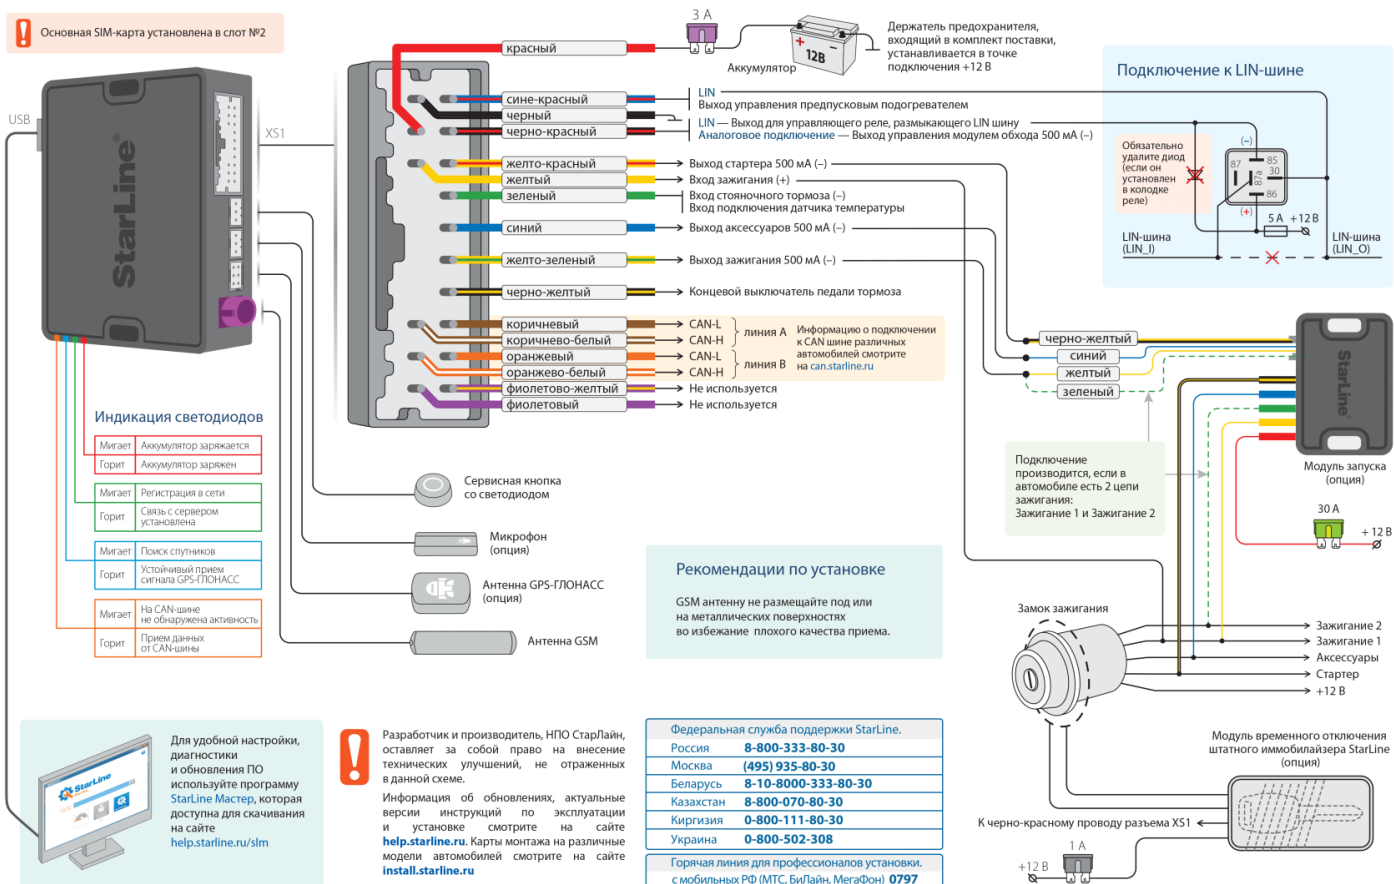 Основная SIM-карта установлена в слот №2
3 А
12В
Аккумулятор
Держатель предохранителя,
входящий в комплект поставки,
устанавливается в точке
подключения +12 В
USB
XS1
StarLine®
красный
сине-красный
черный
черно-красный
желто-красный
желтый
зеленый
синий
желто-зеленый
черно-желтый
коричневый
коричнево-белый
оранжевый
оранжево-белый
фиолетово-желтый
фиолетовый
LIN
Выход управления предпусковым подогревателем
LIN — Выход для управляющего реле, размыкающего LIN шину
Аналоговое подключение — Выход управления модулем обхода 500 мА (–)
Выход стартера 500 мА (–)
Вход зажигания (+)
Вход стояночного тормоза (–)
Вход подключения датчика температуры
Выход аксессуаров 500 мА (–)
Выход зажигания 500 мА (–)
Концевой выключатель педали тормоза
CAN-L
CAN-H
линия А
CAN-L
CAN-H
линия В
Не используется
Не используется
Информацию о подключении
к CAN шине различных
автомобилей смотрите
на can.starline.ru
Подключение к LIN-шине
Обязательно
удалите диод
(если он
установлен
в колодке
реле)
(–)
85
87
30
87а
86
(+)
5 А +12 В
LIN-шина
(LIN_I)
LIN-шина
(LIN_O)
черно-желтый
синий
желтый
зеленый
StarLine®
Модуль запуска
(опция)
30 А
+ 12 В
Подключение
производится, если в
автомобиле есть 2 цепи
зажигания:
Зажигание 1 и Зажигание 2
Индикация светодиодов
Мигает Аккумулятор заряжается
Горит Аккумулятор заряжен
Мигает Регистрация в сети
Горит Связь с сервером
установлена
Мигает Поиск спутников
Горит Устойчивый прием
сигнала GPS-ГЛОНАСС
Мигает На CAN-шине
не обнаружена активность
Горит Прием данных
от CAN-шины
Сервисная кнопка
со светодиодом
Микрофон
(опция)
Антенна GPS-ГЛОНАСС
(опция)
Антенна GSM
Рекомендации по установке
GSM антенну не размещайте под или
на металлических поверхностях
во избежание плохого качества приема.
Замок зажигания
Зажигание 2
Зажигание 1
Аксессуары
Стартер
+12 В
Модуль временного отключения
штатного иммобилайзера StarLine
(опция)
К черно-красному проводу разъема XS1
1 А
+12 В
StarLine
Для удобной настройки,
диагностики
и обновления ПО
используйте программу
StarLine Мастер, которая
доступна для скачивания
на сайте
help.starline.ru/slm
Разработчик и производитель, НПО СтарЛайн,
оставляет за собой право на внесение
технических улучшений, не отраженных
в данной схеме.
Информация об обновлениях, актуальные
версии инструкций по эксплуатации
и установке смотрите на сайте
help.starline.ru. Карты монтажа на различные
модели автомобилей смотрите на сайте
install.starline.ru
Федеральная служба поддержки StarLine.
Россия 8-800-333-80-30
Москва (495) 935-80-30
Беларусь 8-10-8000-333-80-30
Казахстан 8-800-070-80-30
Киргизия 0-800-111-80-30
Украина 0-800-502-308
Горячая линия для профессионалов установки.
с мобильных РФ (МТС, БиЛайн, МегаФон) 0797